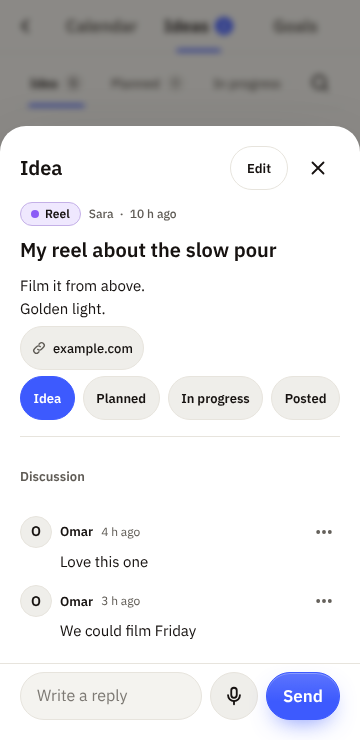 Calendar Ideas Goals
Idea Planned In progress
Idea Edit
Reel Sara · 10 h ago
My reel about the slow pour
Film it from above.
Golden light.
example.com
Idea Planned In progress Posted
Discussion
O Omar 4 h ago
Love this one
O Omar 3 h ago
We could film Friday
Write a reply Send